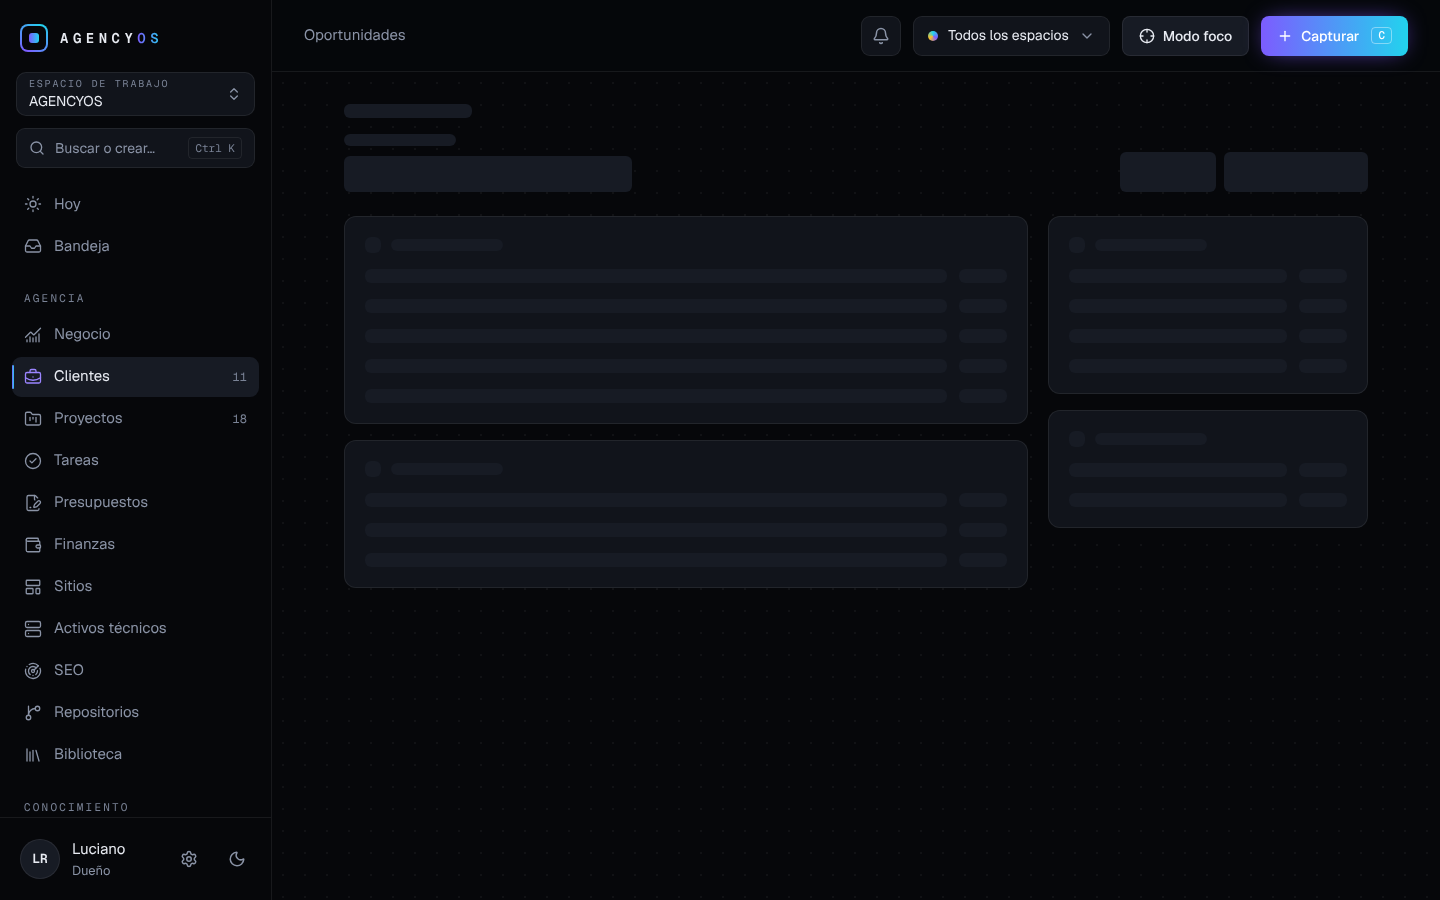 AGENCYOS
ESPACIO DE TRABAJO
AGENCYOS
Buscar o crear...
Ctrl K
Hoy
Bandeja
AGENCIA
Negocio
Clientes 11
Proyectos 18
Tareas
Presupuestos
Finanzas
Sitios
Activos técnicos
SEO
Repositorios
Biblioteca
CONOCIMIENTO
LR
Luciano
Dueño
Oportunidades
Todos los espacios
Modo foco
Capturar C